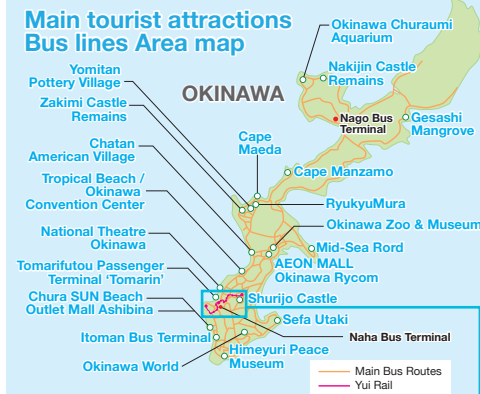 Main tourist attractions
Bus lines Area map
Okinawa Churaumi
Aquarium
Nakijin Castle
Remains
Yomitan
Pottery Village
OKINAWA
Zakimi Castle
Remains
Nago Bus
Terminal
Gesashi
Mangrove
Chatan
American Village
Cape
Maeda
Cape Manzamo
Tropical Beach /
Okinawa
Convention Center
RyukyuMura
Okinawa Zoo & Museum
National Theatre
Okinawa
Mid-Sea Rord
AEON MALL
Okinawa Rycom
Tomarifutou Passenger
Terminal ‘Tomarin’
Shurijo Castle
Chura SUN Beach
Outlet Mall Ashibina
Sefa Utaki
Itoman Bus Terminal
Naha Bus Terminal
Himeyuri Peace
Museum
Okinawa World
Main Bus Routes
Yui Rail